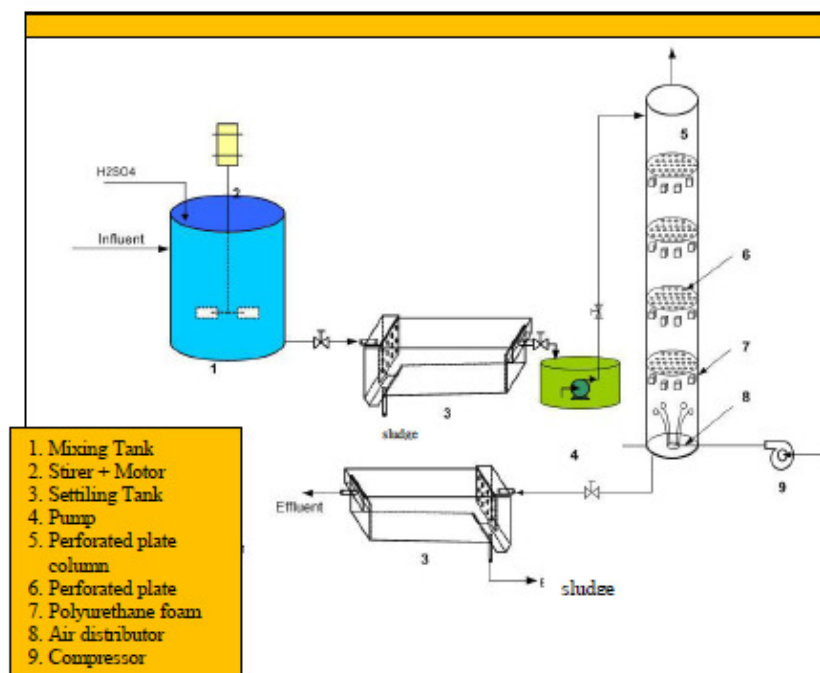 5
H2SO4
2
Influent
6
1
3
7
sludge
8
4
9
Effluent
3
sludge
1. Mixing Tank
2. Stirer + Motor
3. Settiling Tank
4. Pump
5. Perforated plate
column
6. Perforated plate
7. Polyurethane foam
8. Air distributor
9. Compressor